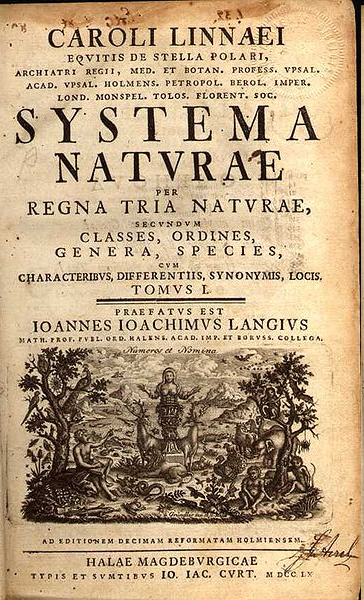 CAROLI LINNAEI
EQVITIS DE STELLA POLARI,
ARCHIATRI REGII, MED. ET BOTAN. PROFESS. VPSAL.
ACAD. VPSAL. HOLMENS. PETROPOL. BEROL. IMPER.
LOND. MONSPEL. TOLOS. FLORENT. SOC.
SYSTEMA
NATVRAE
PER
REGNA TRIA NATVRAE,
SECVNDVM
CLASSES, ORDINES,
GENERA, SPECIES,
CVM
CHARACTERIBVS, DIFFERENTIIS, SYNONYMIS, LOCIS.
TOMVS I.
PRAEFATVS EST
IOANNES IOACHIMVS LANGIVS
MATH. PROF. PVBL. ORD. HALENS. ACAD. IMP. ET BORVSS. COLLEGA.
Numeros et Nomina
AD EDITIONEM DECIMAM REFORMATAM HOLMIENSEM.
HALAE MAGDEBVRGICAE
TYPIS ET SVMTIBVS IO. IAC. CVRT. MDCCLX